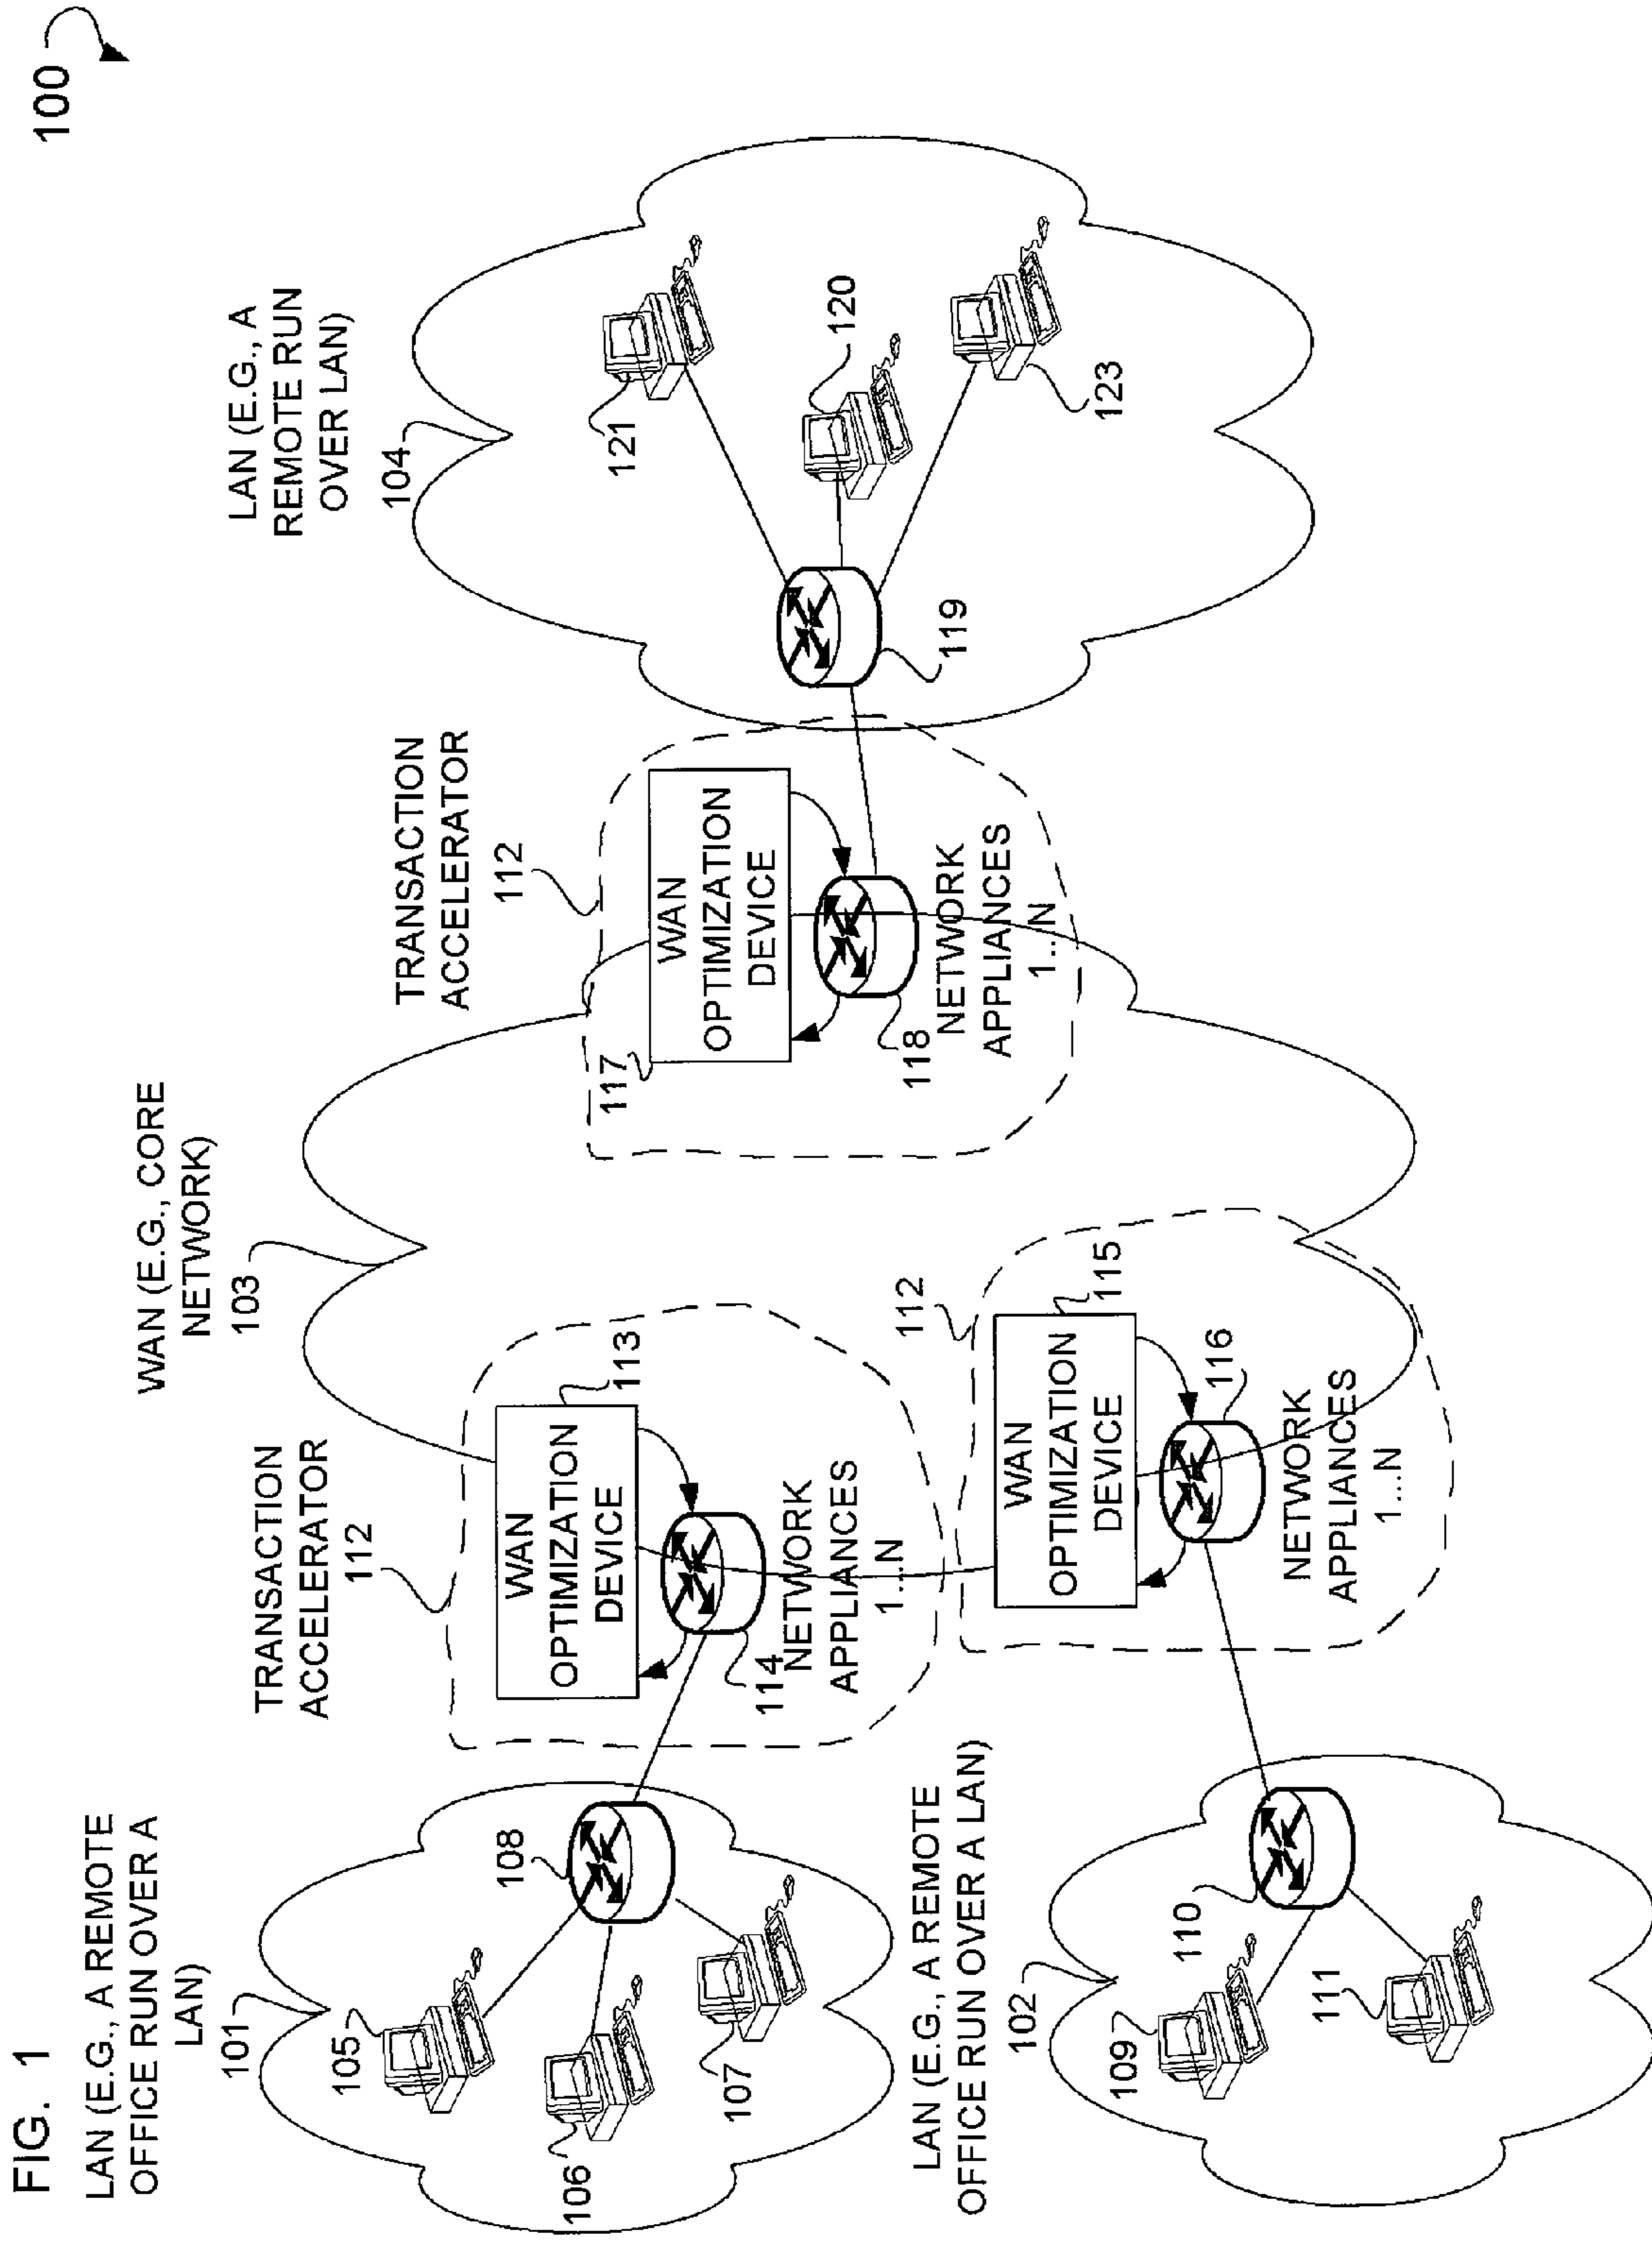 FIG. 1
100
LAN (E.G., A REMOTE
OFFICE RUN OVER A
LAN)
101
105
106
107
108
TRANSACTION
ACCELERATOR
112
WAN
OPTIMIZATION
DEVICE
113
114
NETWORK
APPLIANCES
1...N
WAN (E.G., CORE
NETWORK)
103
TRANSACTION
ACCELERATOR
112
WAN
OPTIMIZATION
DEVICE
117
118
NETWORK
APPLIANCES
1...N
LAN (E.G., A
REMOTE RUN
OVER LAN)
104
121
120
123
119
LAN (E.G., A REMOTE
OFFICE RUN OVER A LAN)
102
109
110
111
112
WAN
OPTIMIZATION
DEVICE
115
116
NETWORK
APPLIANCES
1...N